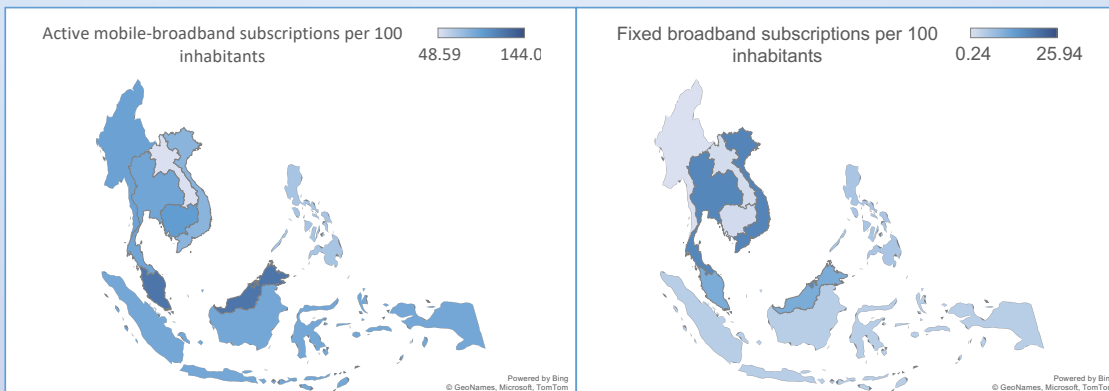 Active mobile-broadband subscriptions per 100
inhabitants
48.59 144.0
Powered by Bing
© GeoNames, Microsoft, TomTom
Fixed broadband subscriptions per 100
inhabitants
0.24 25.94
Powered by Bing
© GeoNames, Microsoft, TomTom